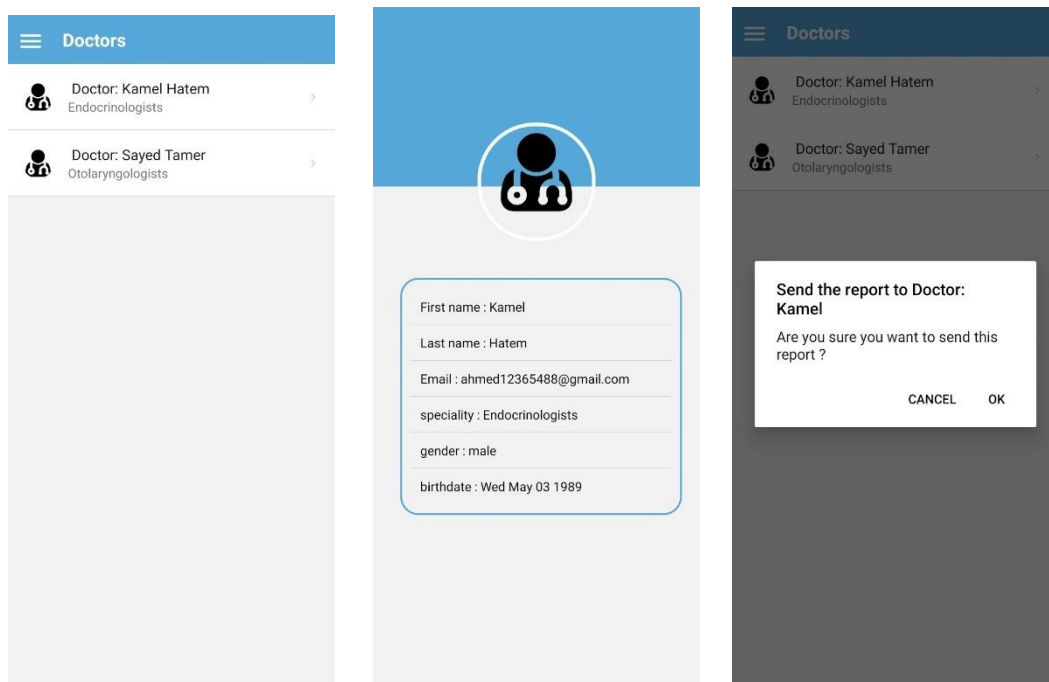 Doctors
Doctor: Kamel Hatem
Endocrinologists
Doctor: Sayed Tamer
Otolaryngologists
First name : Kamel
Last name : Hatem
Email : ahmed12365488@gmail.com
speciality : Endocrinologists
gender : male
birthdate : Wed May 03 1989
Doctors
Doctor: Kamel Hatem
Endocrinologists
Doctor: Sayed Tamer
Otolaryngologists
Send the report to Doctor:
Kamel
Are you sure you want to send this
report ?
CANCEL OK